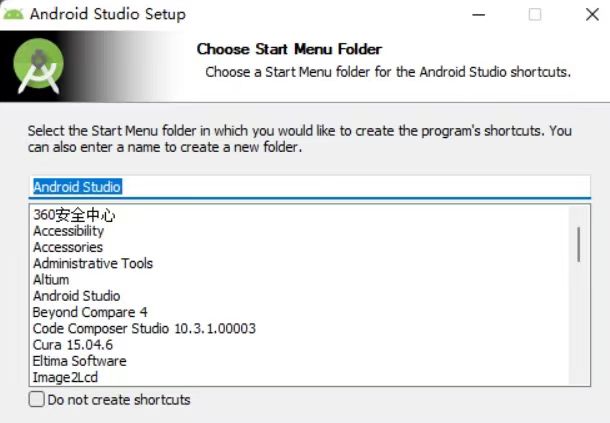 Android Studio Setup
Choose Start Menu Folder
Choose a Start Menu folder for the Android Studio shortcuts.
Select the Start Menu folder in which you would like to create the program's shortcuts. You
can also enter a name to create a new folder.
Android Studio
360安全中心
Accessibility
Accessories
Administrative Tools
Altium
Android Studio
Beyond Compare 4
Code Composer Studio 10.3.1.00003
Cura 15.04.6
Eltima Software
Image2Lcd
Do not create shortcuts